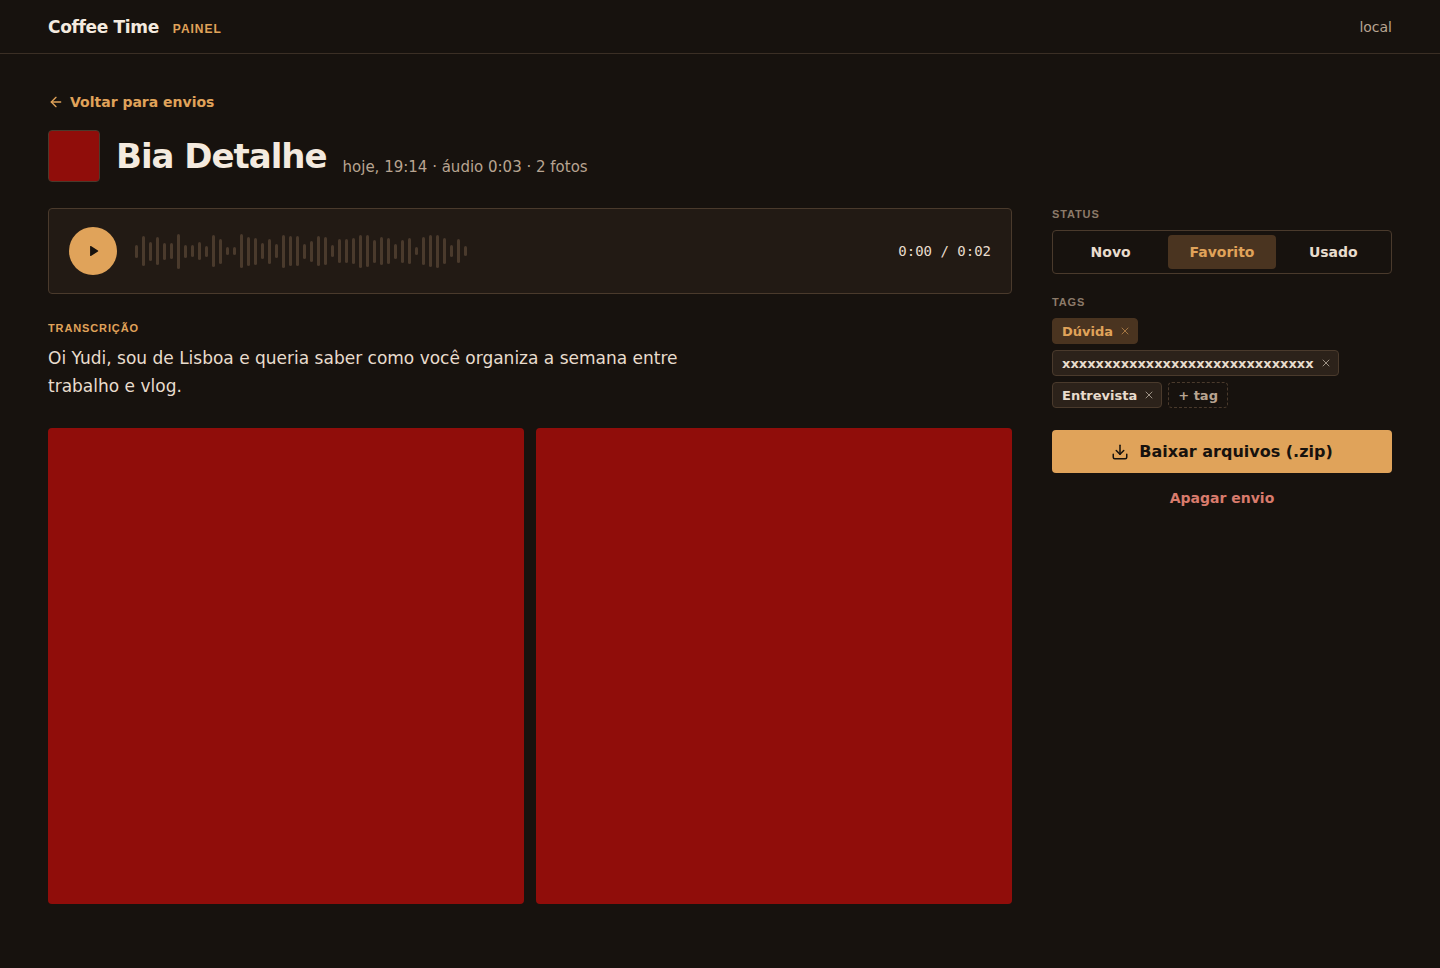 Coffee Time PAINEL
local
Voltar para envios
Bia Detalhe
hoje, 19:14 · áudio 0:03 · 2 fotos
0:00 / 0:02
TRANSCRIÇÃO
Oi Yudi, sou de Lisboa e queria saber como você organiza a semana entre
trabalho e vlog.
STATUS
Novo Favorito Usado
TAGS
Dúvida ×
xxxxxxxxxxxxxxxxxxxxxxxxxxxxxx ×
Entrevista × + tag
Baixar arquivos (.zip)
Apagar envio